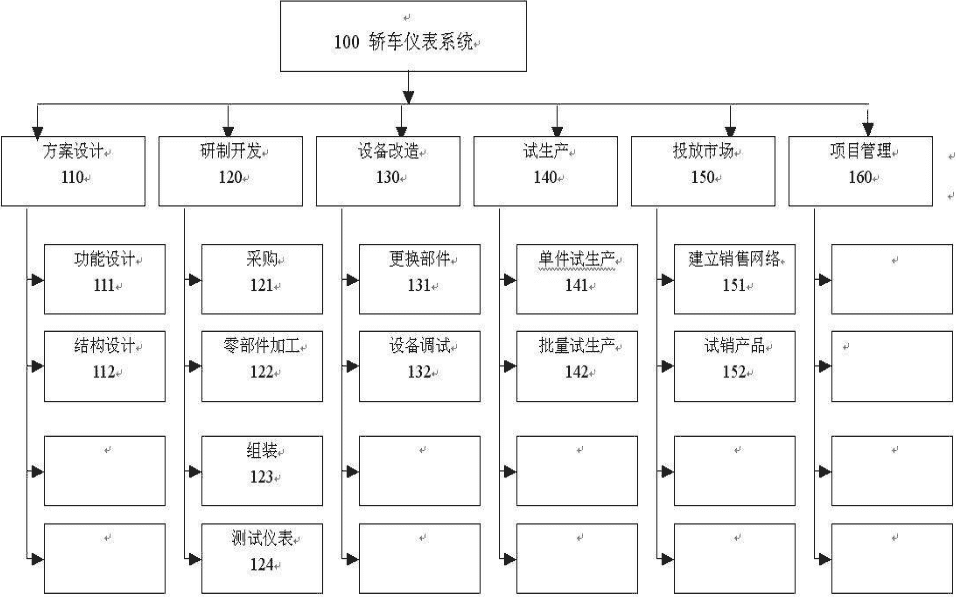 100 轿车仪表系统
方案设计
110
研制开发
120
设备改造
130
试生产
140
投放市场
150
项目管理
160
功能设计
111
采购
121
更换部件
131
单件试生产
141
建立销售网络
151
结构设计
112
零部件加工
122
设备调试
132
批量试生产
142
试销产品
152
组装
123
测试仪表
124